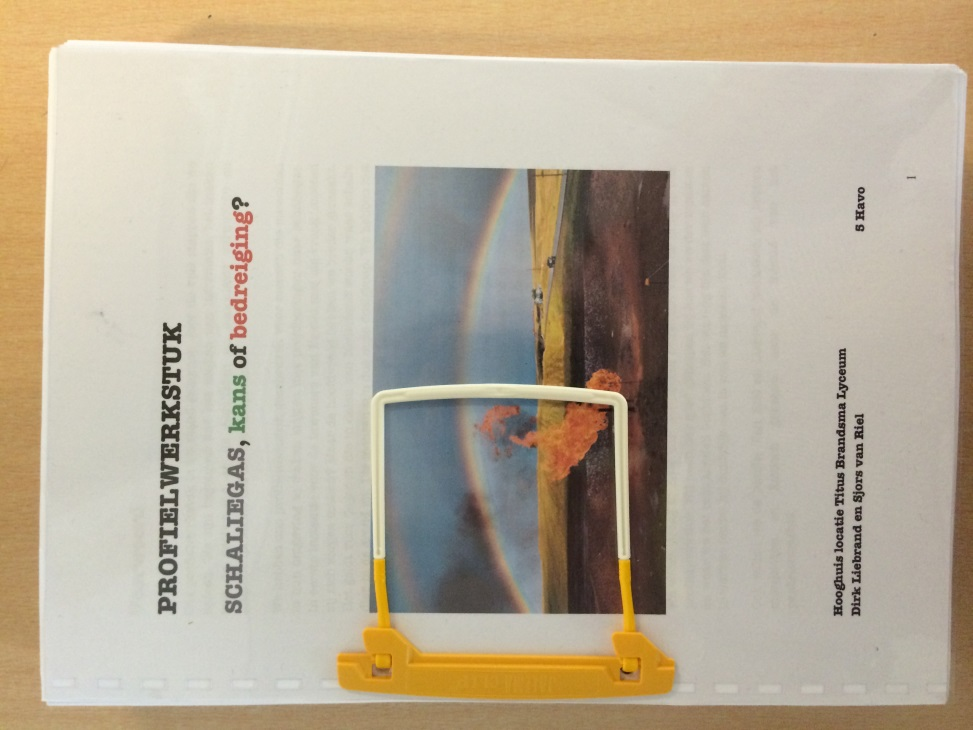 PROFIELWERKSTUK
SCHALIEGAS, kans of bedreiging?
Hooghuis locatie Titus Brandsma Lyceum
Dirk Liebrand en Sjors van Riel
5 Havo
1